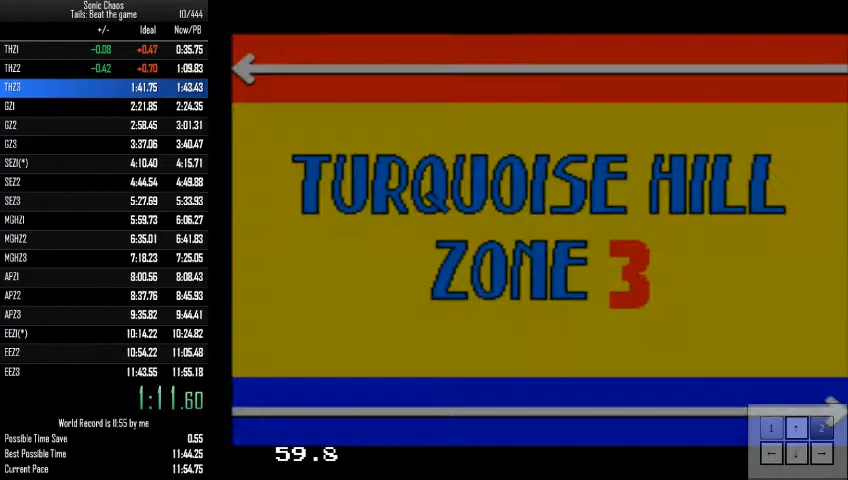 Sonic Chaos
Tails: Beat the game 10/444
+/- Ideal Now/PB
THZ1 -0.08 +0.47 0:35.75
THZ2 -0.42 +0.70 1:09.83
THZ3 1:41.75 1:43.43
GZ1 2:21.85 2:24.35
GZ2 2:58.45 3:01.31
GZ3 3:37.06 3:40.47
SEZ1(*) 4:10.40 4:15.71
SEZ2 4:44.54 4:49.88
SEZ3 5:27.69 5:33.93
MGHZ1 5:59.73 6:06.27
MGHZ2 6:35.01 6:41.83
MGHZ3 7:18.23 7:25.05
APZ1 8:00.56 8:08.43
APZ2 8:37.76 8:45.93
APZ3 9:35.82 9:44.41
EEZ1(*) 10:14.22 10:24.82
EEZ2 10:54.22 11:05.48
EEZ3 11:43.55 11:55.18
1:11.60
World Record is 11:55 by me
Possible Time Save 0.55
Best Possible Time 11:44.25
Current Pace 11:54.75
TURQUOISE HILL
ZONE 3
59.8
1 ↑ 2
← ↓ →